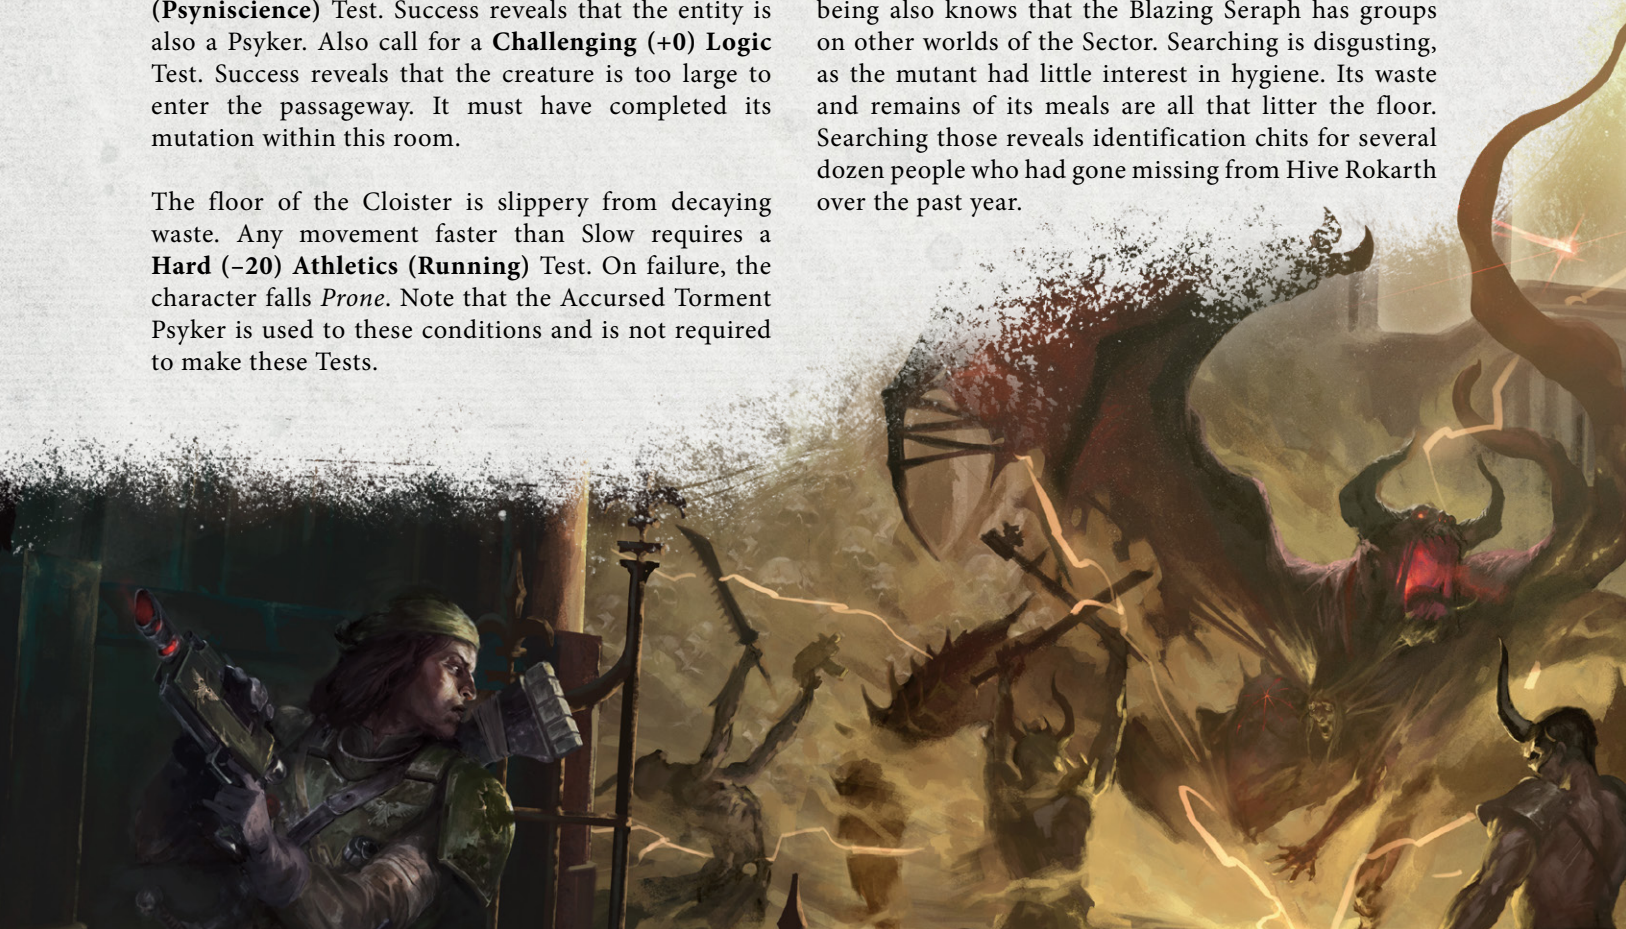 (Psyniscience) Test. Success reveals that the entity is
also a Psyker. Also call for a Challenging (+0) Logic
Test. Success reveals that the creature is too large to
enter the passageway. It must have completed its
mutation within this room.
The floor of the Cloister is slippery from decaying
waste. Any movement faster than Slow requires a
Hard (–20) Athletics (Running) Test. On failure, the
character falls Prone. Note that the Accursed Torment
Psyker is used to these conditions and is not required
to make these Tests.
being also knows that the Blazing Seraph has groups
on other worlds of the Sector. Searching is disgusting,
as the mutant had little interest in hygiene. Its waste
and remains of its meals are all that litter the floor.
Searching those reveals identification chits for several
dozen people who had gone missing from Hive Rokarth
over the past year.